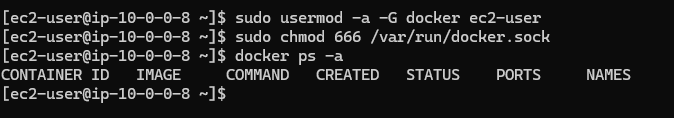 [ec2-user@ip-10-0-0-8 ~]$ sudo usermod -a -G docker ec2-user
[ec2-user@ip-10-0-0-8 ~]$ sudo chmod 666 /var/run/docker.sock
[ec2-user@ip-10-0-0-8 ~]$ docker ps -a
CONTAINER ID   IMAGE     COMMAND   CREATED   STATUS    PORTS     NAMES
[ec2-user@ip-10-0-0-8 ~]$